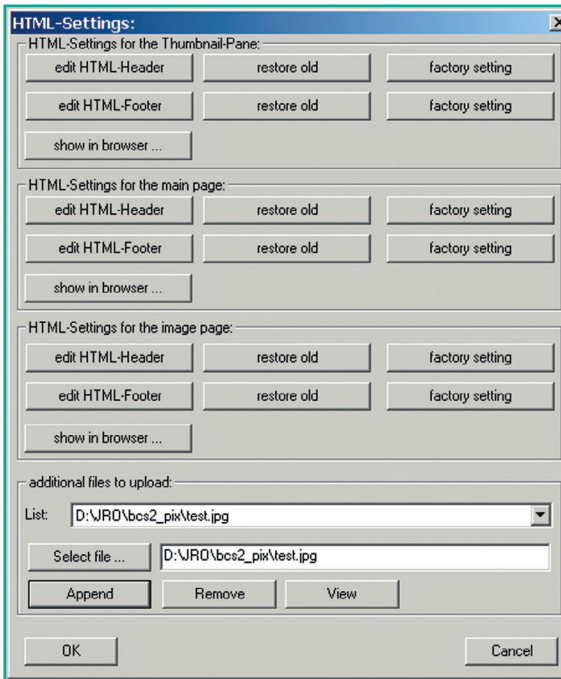 HTML-Settings:
HTML-Settings for the Thumbnail-Pane:
edit HTML-Header restore old factory setting
edit HTML-Footer restore old factory setting
show in browser ...
HTML-Settings for the main page:
edit HTML-Header restore old factory setting
edit HTML-Footer restore old factory setting
show in browser ...
HTML-Settings for the image page:
edit HTML-Header restore old factory setting
edit HTML-Footer restore old factory setting
show in browser ...
additional files to upload:
List: D:\JRO\bcs2_pix\test.jpg
Select file ... D:\JRO\bcs2_pix\test.jpg
Append Remove View
OK Cancel